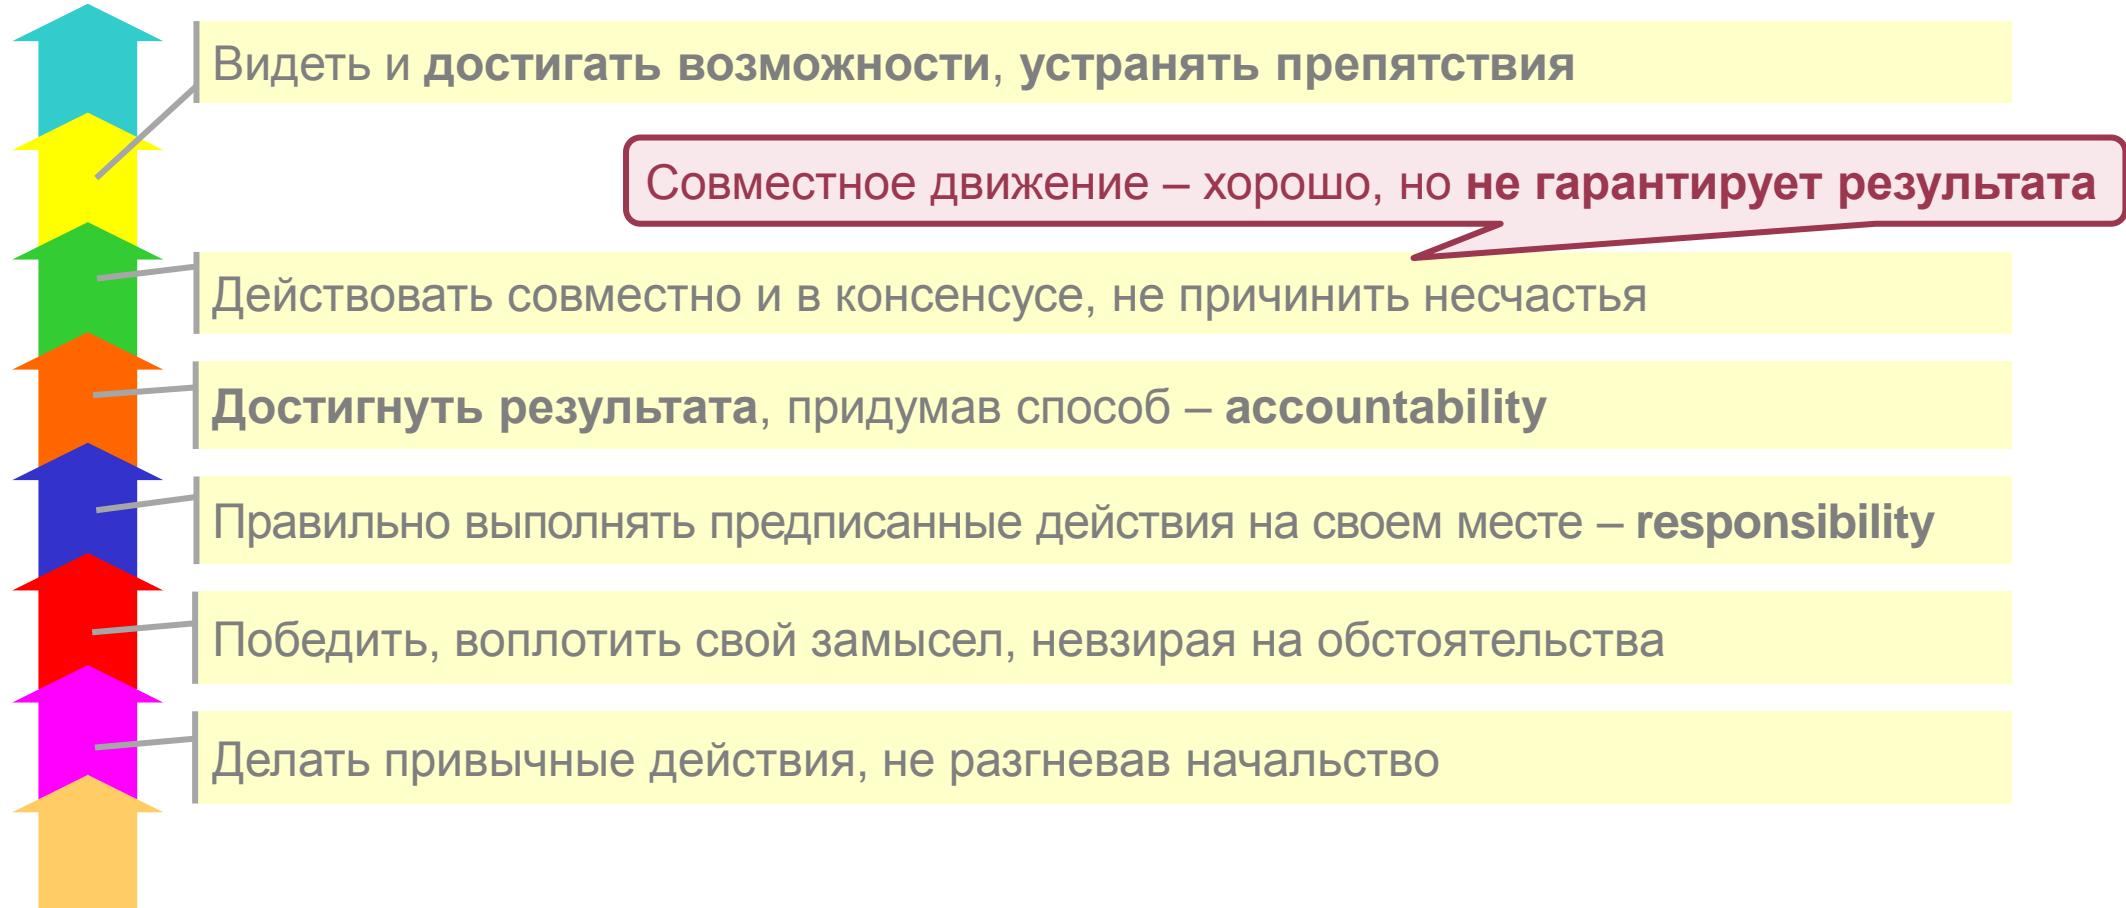 Видеть и достигать возможности, устранять препятствия
Совместное движение – хорошо, но не гарантирует результата
Действовать совместно и в консенсусе, не причинить несчастья
Достигнуть результата, придумав способ – accountability
Правильно выполнять предписанные действия на своем месте – responsibility
Победить, воплотить свой замысел, невзирая на обстоятельства
Делать привычные действия, не разгневав начальство